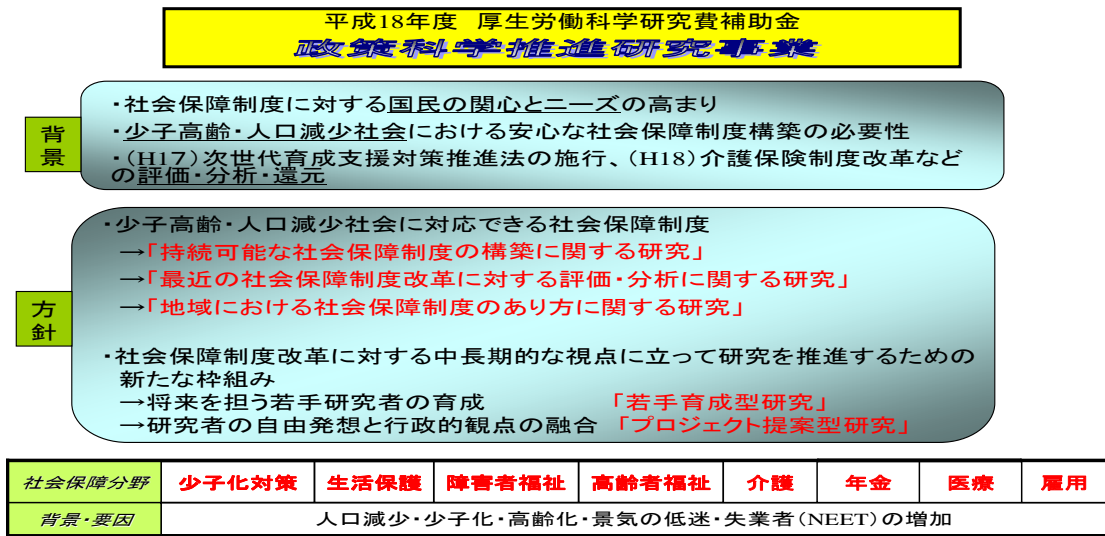 平成18年度 厚生労働科学研究費補助金
政策科学推進研究事業
背景
・社会保障制度に対する国民の関心とニーズの高まり
・少子高齢・人口減少社会における安心な社会保障制度構築の必要性
・(H17)次世代育成支援対策推進法の施行、(H18)介護保険制度改革など
の評価・分析・還元
方針
・少子高齢・人口減少社会に対応できる社会保障制度
→「持続可能な社会保障制度の構築に関する研究」
→「最近の社会保障制度改革に対する評価・分析に関する研究」
→「地域における社会保障制度のあり方に関する研究」
・社会保障制度改革に対する中長期的な視点に立って研究を推進するための
新たな枠組み
→将来を担う若手研究者の育成 「若手育成型研究」
→研究者の自由発想と行政的観点の融合 「プロジェクト提案型研究」
社会保障分野 少子化対策 生活保護 障害者福祉 高齢者福祉 介護 年金 医療 雇用
背景・要因 人口減少・少子化・高齢化・景気の低迷・失業者(NEET)の増加